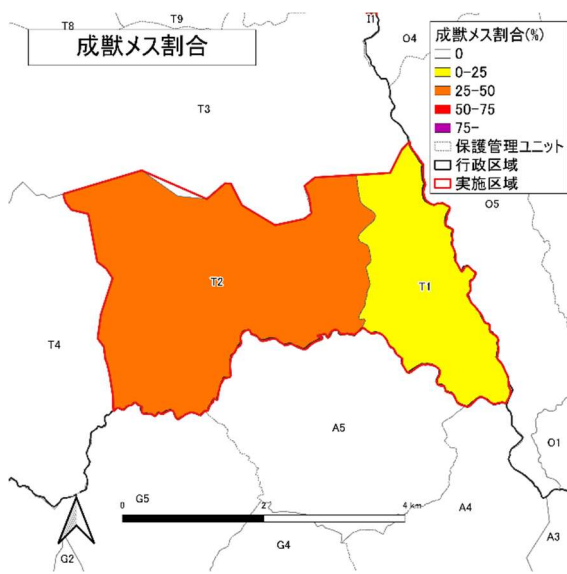 T8
T9
I1
成獣メス割合
O4
成獣メス割合(%)
0
0-25
25-50
50-75
75-
保護管理ユニット
行政区域
実施区域
T3
O5
T2
T1
T4
A5
O1
G5
0 2 4 km
A4
A3
G2
G4